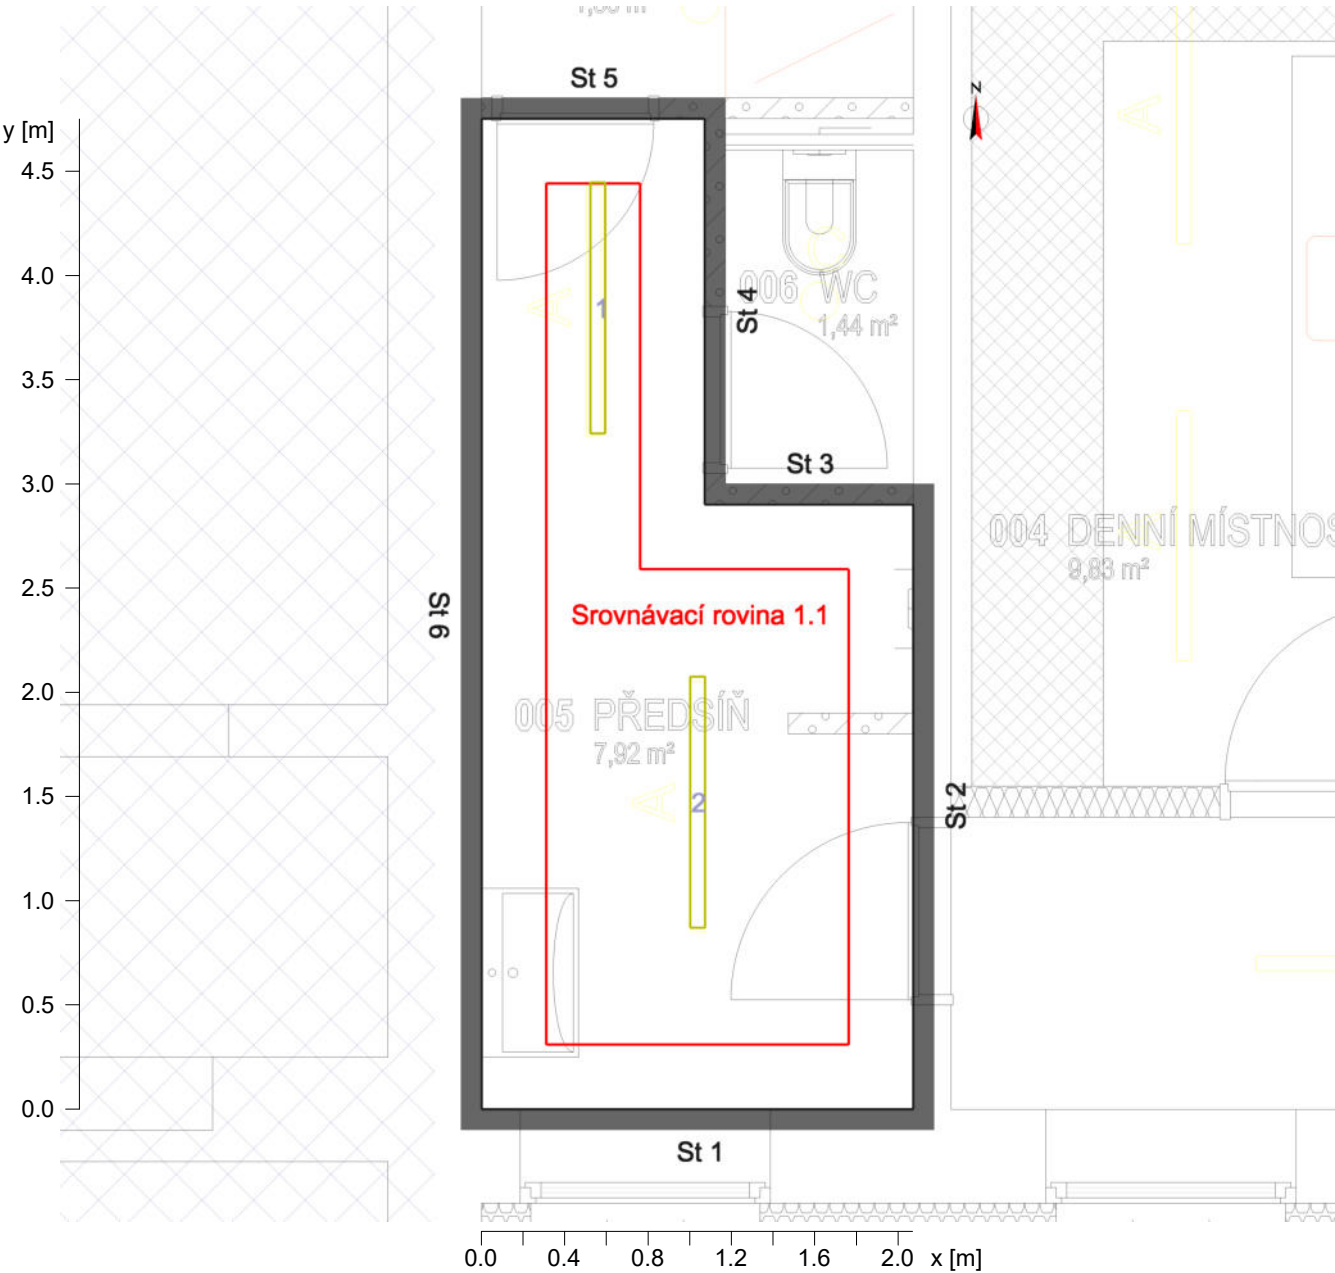 St 5
z
y [m]
4.5
4.0
3.5
3.0
2.5
2.0
1.5
1.0
0.5
0.0
1
A
006 WC
1,44 m²
St 4
St 3
004 DENNÍ
9,83 m²
St 6
Srovnávací rovina 1.1
005 PŘEDSÍŇ
7,92 m²
A
2
St 2
St 1
0.0 0.4 0.8 1.2 1.6 2.0 x [m]